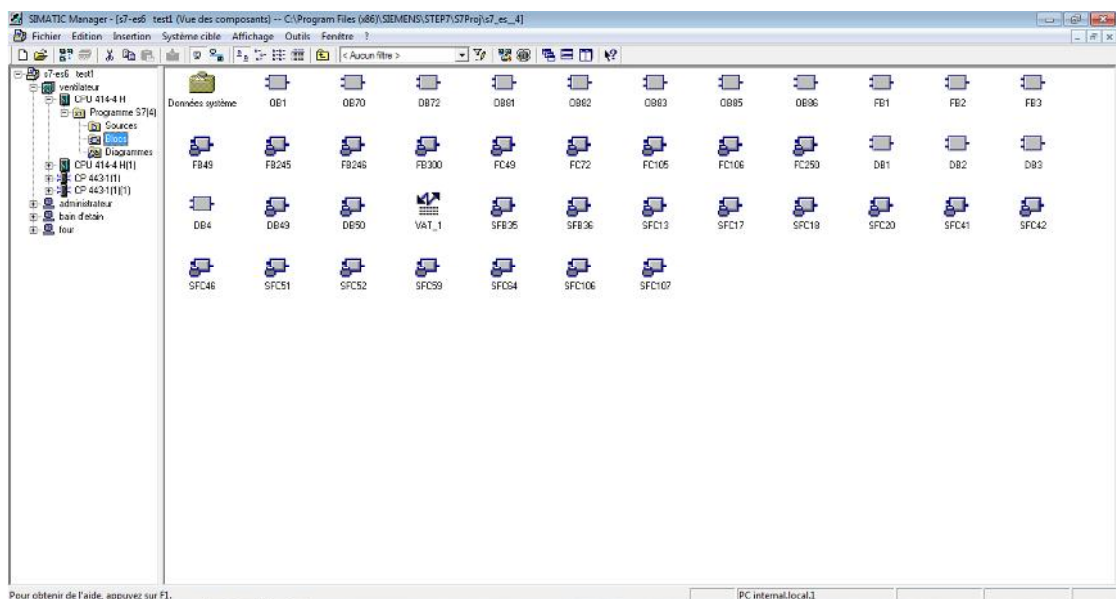 SIMATIC Manager - [s7-es6 test1 (Vue des composants) -- C:\Program Files (x86)\SIEMENS\STEP7\S7Proj\s7_es__4]
Fichier Edition Insertion Système cible Affichage Outils Fenêtre ?
< Aucun filtre >
s7-es6 test1
ventilateur
CPU 414-4 H
Programme S7(4)
Sources
Blocs
Diagrammes
CPU 414-4 H(1)
CP 443-1(1)
CP 443-1(1)(1)
administrateur
bain d'etain
four
Données système OB1 OB70 OB72 OB81 OB82 OB83 OB85 OB86 FB1 FB2 FB3
FB49 FB245 FB246 FB300 FC49 FC72 FC105 FC106 FC250 DB1 DB2 DB3
DB4 DB49 DB50 VAT_1 SFB35 SFB36 SFC13 SFC17 SFC18 SFC20 SFC41 SFC42
SFC46 SFC51 SFC52 SFC59 SFC64 SFC106 SFC107
Pour obtenir de l'aide, appuyez sur F1.
PC internal.local.1